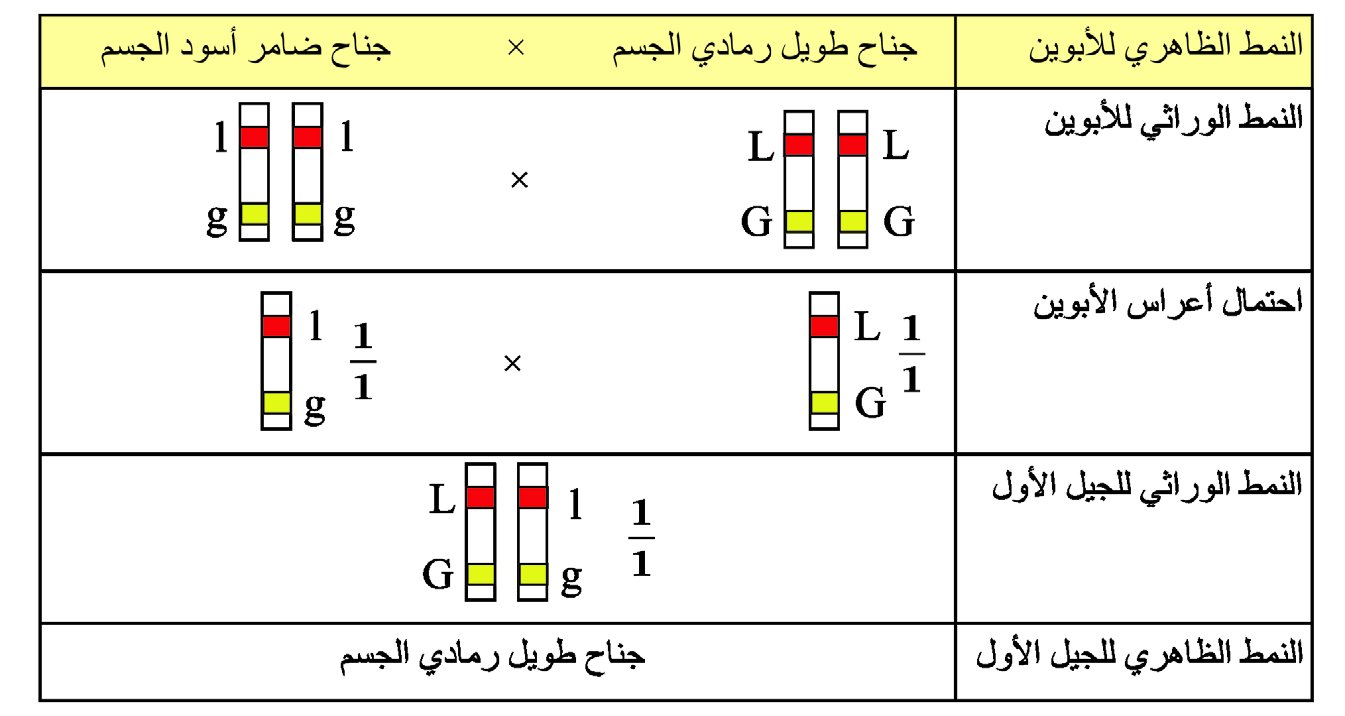 النمط الظاهري للأبوين
جناح طويل رمادي الجسم × جناح ضامر أسود الجسم
النمط الوراثي للأبوين
L L × l l
G G g g
احتمال أعراس الأبوين
L 1/1 × l 1/1
G g
النمط الوراثي للجيل الأول
L l 1/1
G g
النمط الظاهري للجيل الأول
جناح طويل رمادي الجسم